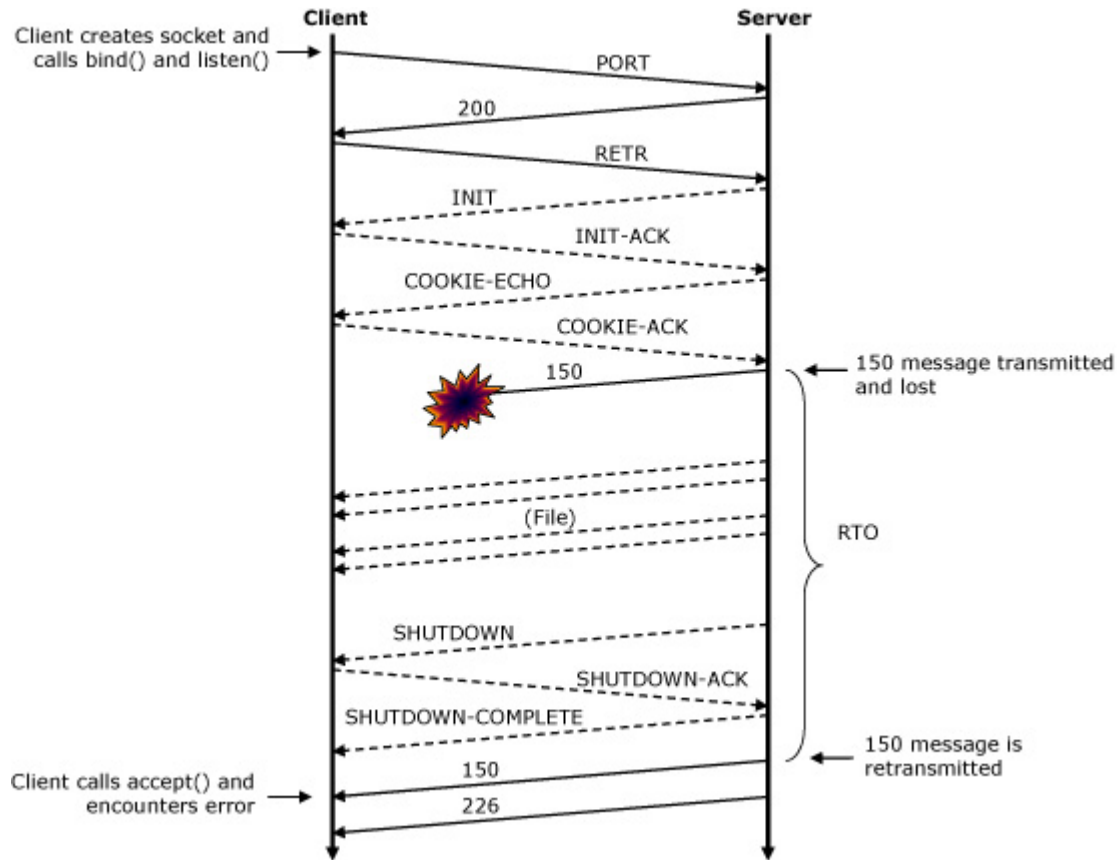 Client
Server
Client creates socket and
calls bind() and listen()
PORT
200
RETR
INIT
INIT-ACK
COOKIE-ECHO
COOKIE-ACK
150
150 message transmitted
and lost
(File)
RTO
SHUTDOWN
SHUTDOWN-ACK
SHUTDOWN-COMPLETE
150 message is
retransmitted
150
Client calls accept() and
encounters error
226